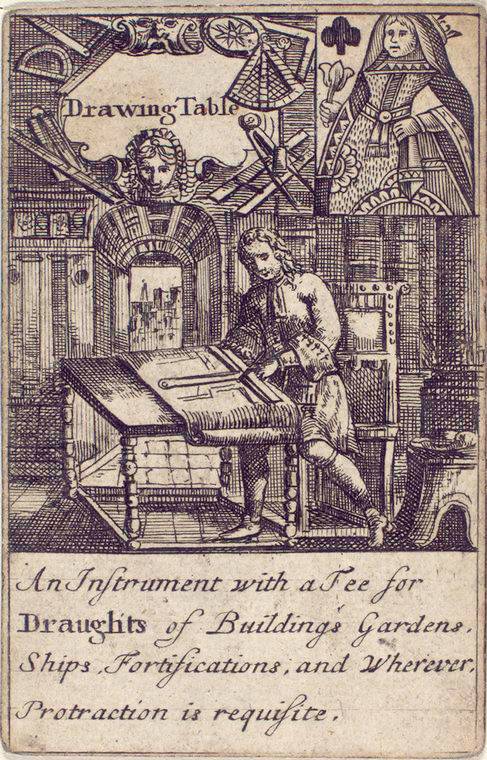 Drawing Table
An Inſtrument with a Tee for
Draughts of Buildings Gardens,
Ships, Fortifications, and Wherever,
Protraction is requiſite.